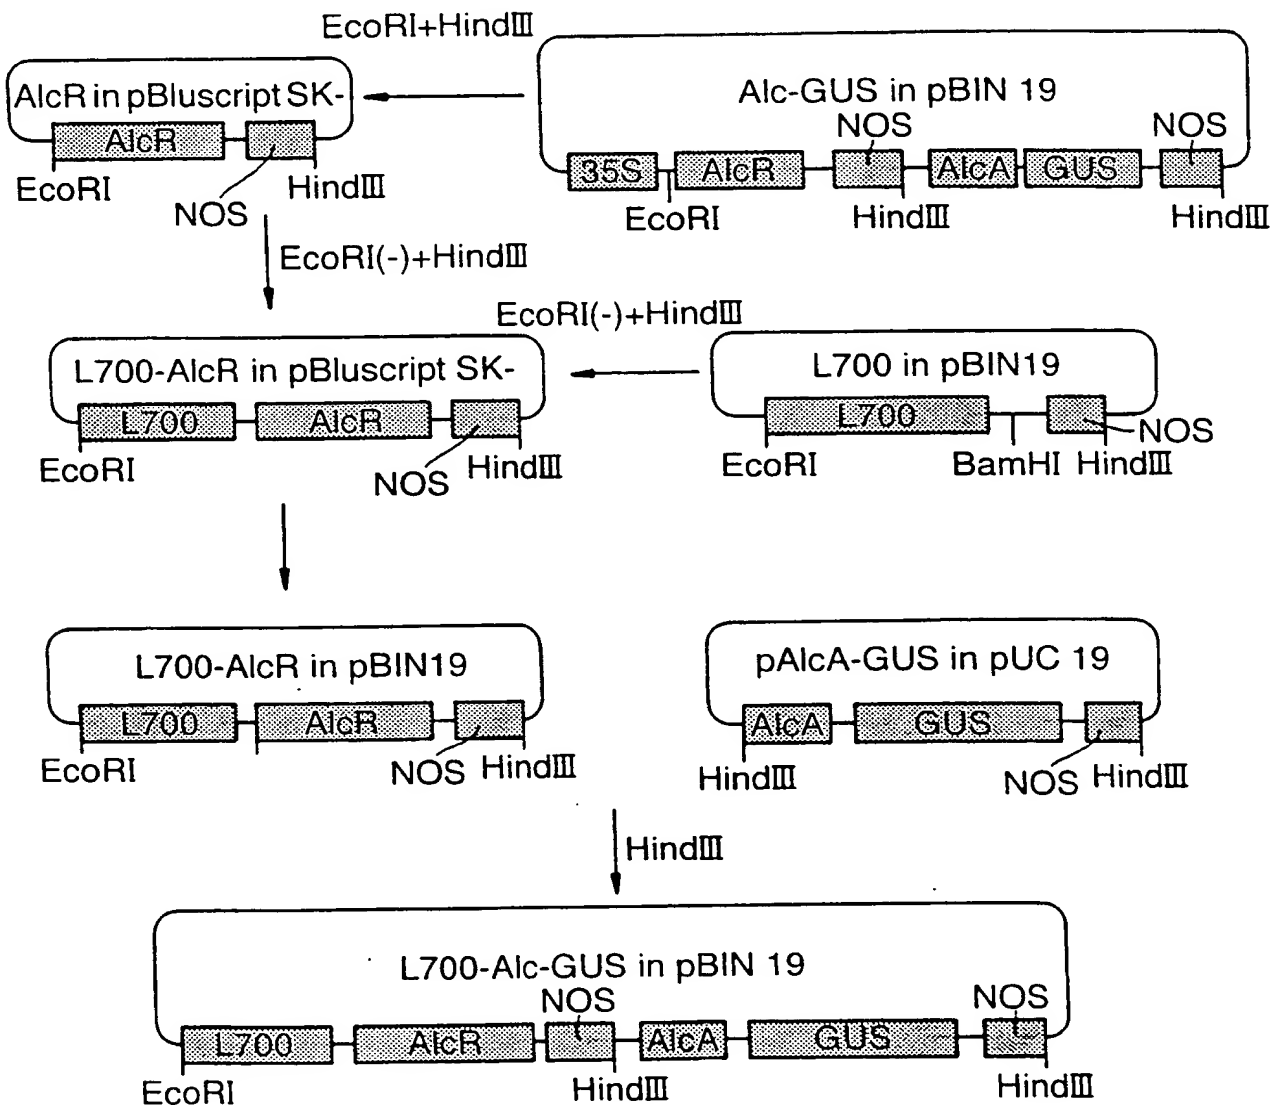 EcoRI+HindIII
AlcR in pBluscript SK-
AlcR
EcoRI
HindIII
NOS
Alc-GUS in pBIN 19
NOS
NOS
35S
AlcR
AlcA
GUS
EcoRI
HindIII
HindIII
EcoRI(-)+HindIII
EcoRI(-)+HindIII
L700-AlcR in pBluscript SK-
L700
AlcR
EcoRI
NOS
HindIII
L700 in pBIN19
L700
NOS
EcoRI
BamHI
HindIII
L700-AlcR in pBIN19
L700
AlcR
EcoRI
NOS
HindIII
pAlcA-GUS in pUC 19
AlcA
GUS
HindIII
NOS
HindIII
HindIII
L700-Alc-GUS in pBIN 19
NOS
NOS
L700
AlcR
AlcA
GUS
EcoRI
HindIII
HindIII